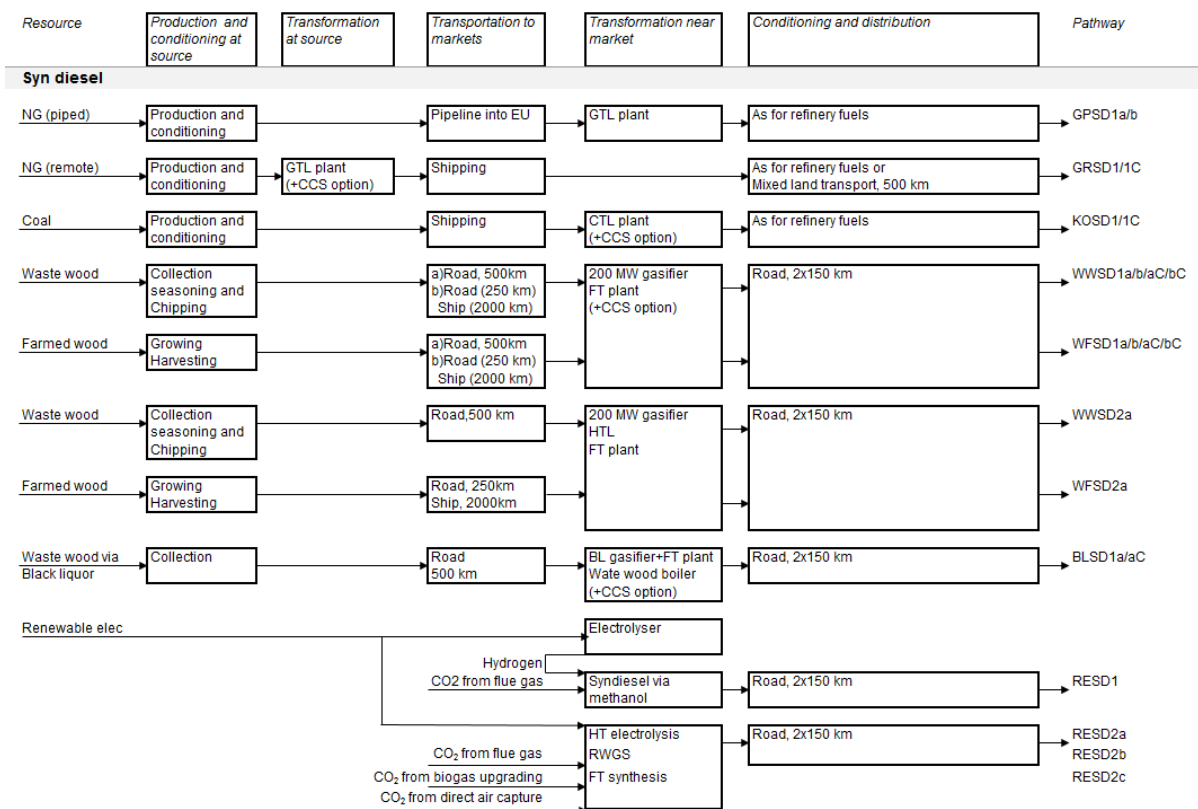 Resource
Production and
conditioning at
source
Transformation
at source
Transportation to
markets
Transformation near
market
Conditioning and distribution
Pathway
Syn diesel
NG (piped)
Production and
conditioning
Pipeline into EU
GTL plant
As for refinery fuels
GPSD1a/b
NG (remote)
Production and
conditioning
GTL plant
(+CCS option)
Shipping
As for refinery fuels or
Mixed land transport, 500 km
GRSD1/1C
Coal
Production and
conditioning
Shipping
CTL plant
(+CCS option)
As for refinery fuels
KOSD1/1C
Waste wood
Collection
seasoning and
Chipping
a)Road, 500km
b)Road (250 km)
Ship (2000 km)
200 MW gasifier
FT plant
(+CCS option)
Road, 2x150 km
WWSD1a/b/aC/bC
Farmed wood
Growing
Harvesting
a)Road, 500km
b)Road (250 km)
Ship (2000 km)
WFSD1a/b/aC/bC
Waste wood
Collection
seasoning and
Chipping
Road,500 km
200 MW gasifier
HTL
FT plant
Road, 2x150 km
WWSD2a
Farmed wood
Growing
Harvesting
Road, 250km
Ship, 2000km
WFSD2a
Waste wood via
Black liquor
Collection
Road
500 km
BL gasifier+FT plant
Wate wood boiler
(+CCS option)
Road, 2x150 km
BLSD1a/aC
Renewable elec
Electrolyser
Hydrogen
CO2 from flue gas
Syndiesel via
methanol
Road, 2x150 km
RESD1
HT electrolysis
RWGS
FT synthesis
CO₂ from flue gas
CO₂ from biogas upgrading
CO₂ from direct air capture
Road, 2x150 km
RESD2a
RESD2b
RESD2c